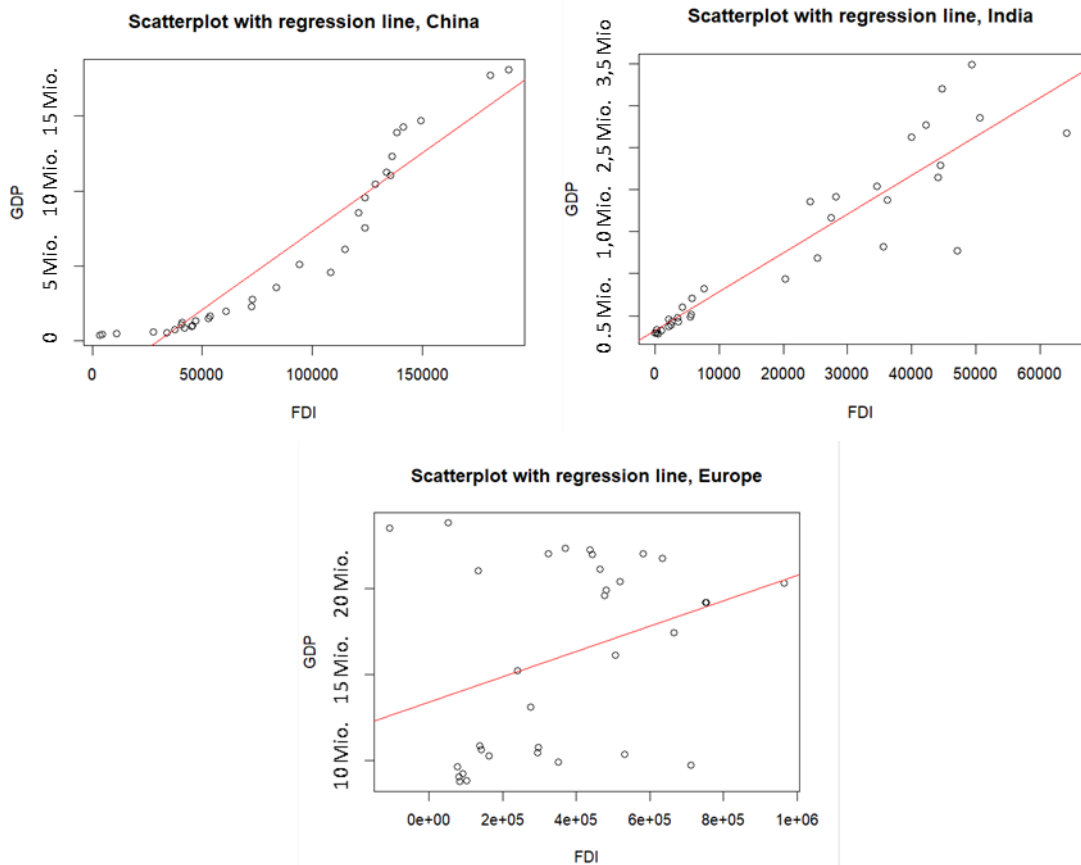 Scatterplot with regression line, China
GDP
15 Mio.
10 Mio.
5 Mio.
0
0 50000 100000 150000
FDI
Scatterplot with regression line, India
GDP
3,5 Mio
2,5 Mio.
1,0 Mio.
0 .5 Mio
0 10000 20000 30000 40000 50000 60000
FDI
Scatterplot with regression line, Europe
GDP
20 Mio.
15 Mio.
10 Mio.
0e+00 2e+05 4e+05 6e+05 8e+05 1e+06
FDI